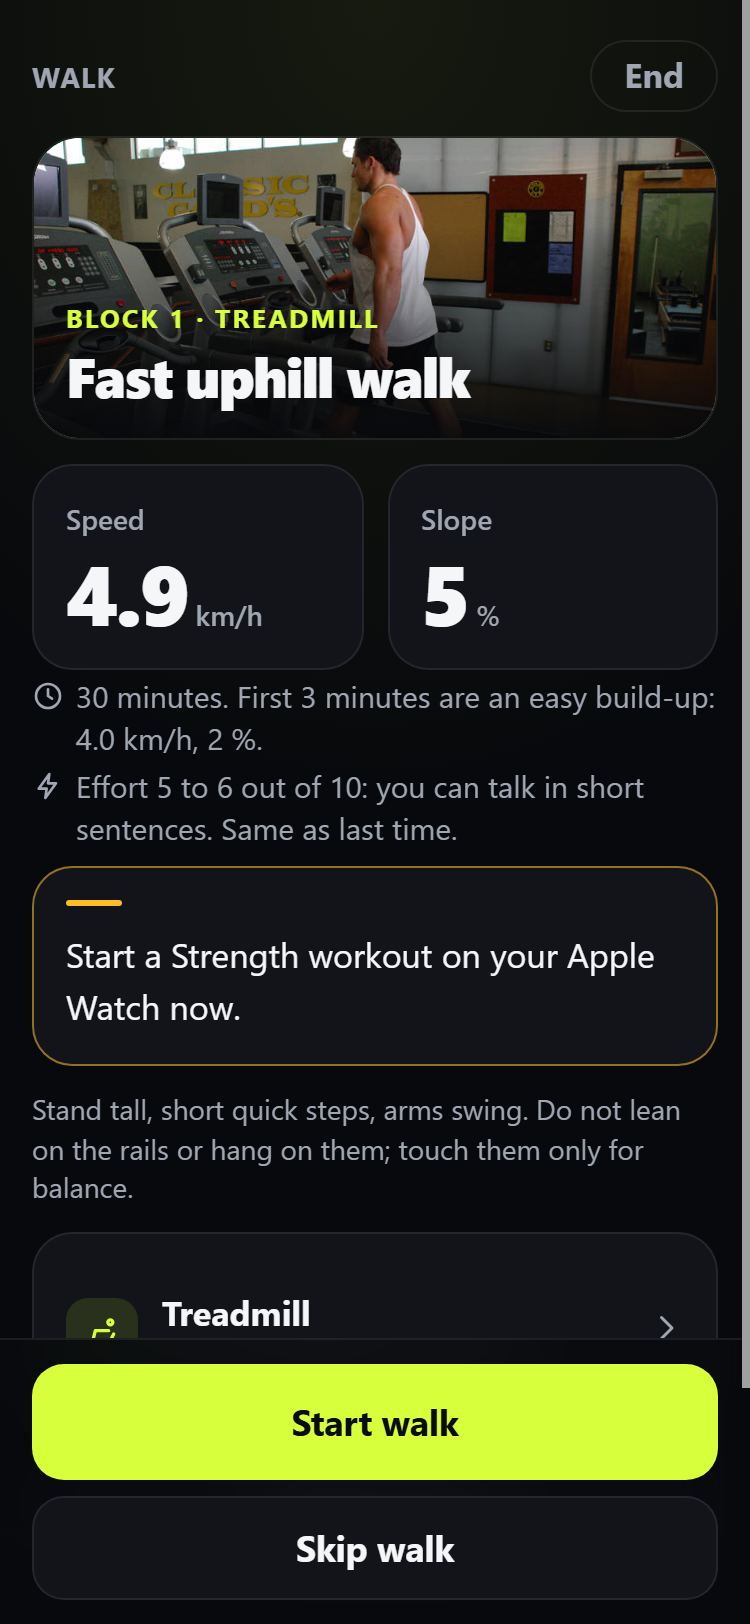 WALK
End
CLASSIC
BLOCK 1 · TREADMILL
Fast uphill walk
Speed
Slope
4.9 km/h
5 %
30 minutes. First 3 minutes are an easy build-up:
4.0 km/h, 2 %.
Effort 5 to 6 out of 10: you can talk in short
sentences. Same as last time.
Start a Strength workout on your Apple
Watch now.
Stand tall, short quick steps, arms swing. Do not lean
on the rails or hang on them; touch them only for
balance.
Treadmill
Start walk
Skip walk